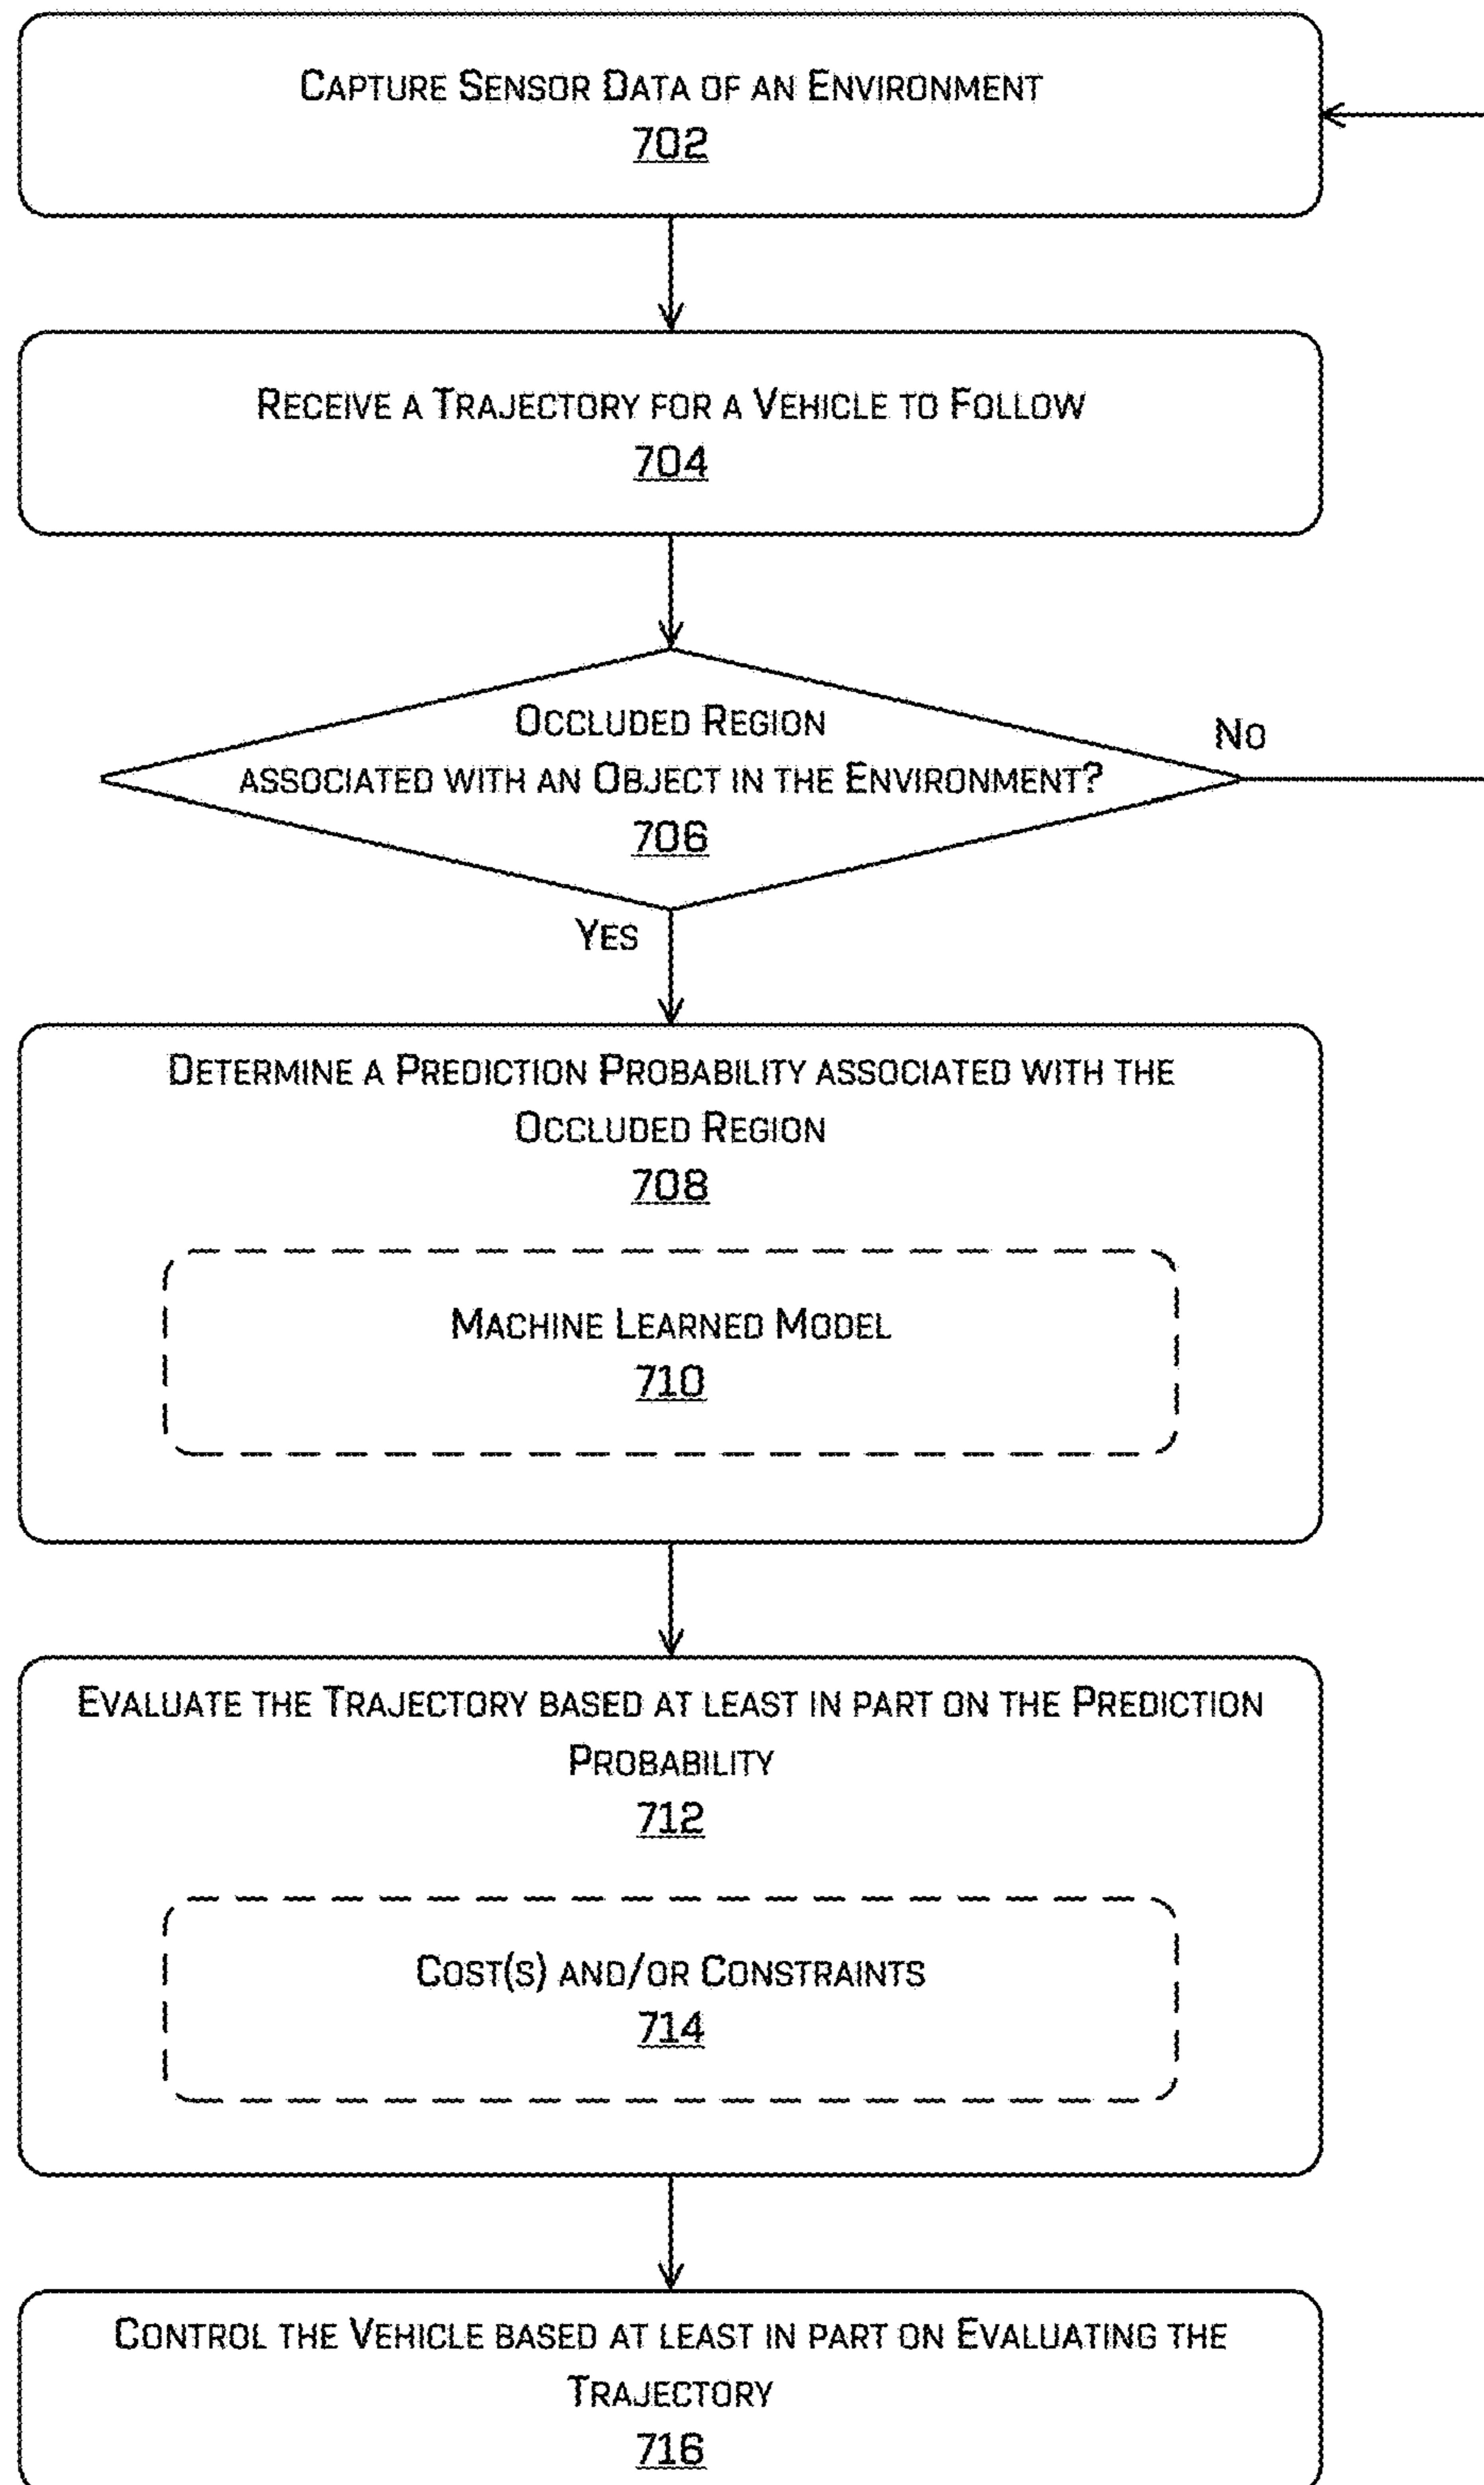 Capture Sensor Data of an Environment
702
Receive a Trajectory for a Vehicle to Follow
704
Occluded Region
associated with an Object in the Environment?
706
No
Yes
Determine a Prediction Probability associated with the
Occluded Region
708
Machine Learned Model
710
Evaluate the Trajectory based at least in part on the Prediction
Probability
712
Cost(s) and/or Constraints
714
Control the Vehicle based at least in part on Evaluating the
Trajectory
716